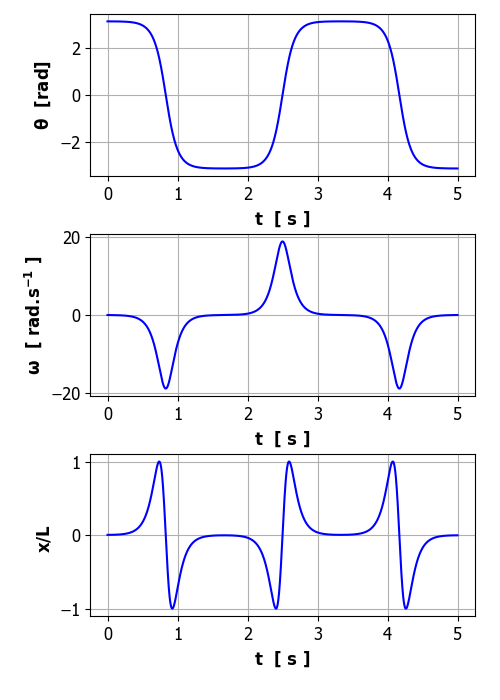 2
0
−2
θ [rad]
0 1 2 3 4 5
t [ s ]
20
0
−20
ω [ rad.s⁻¹ ]
0 1 2 3 4 5
t [ s ]
1
0
−1
x/L
0 1 2 3 4 5
t [ s ]